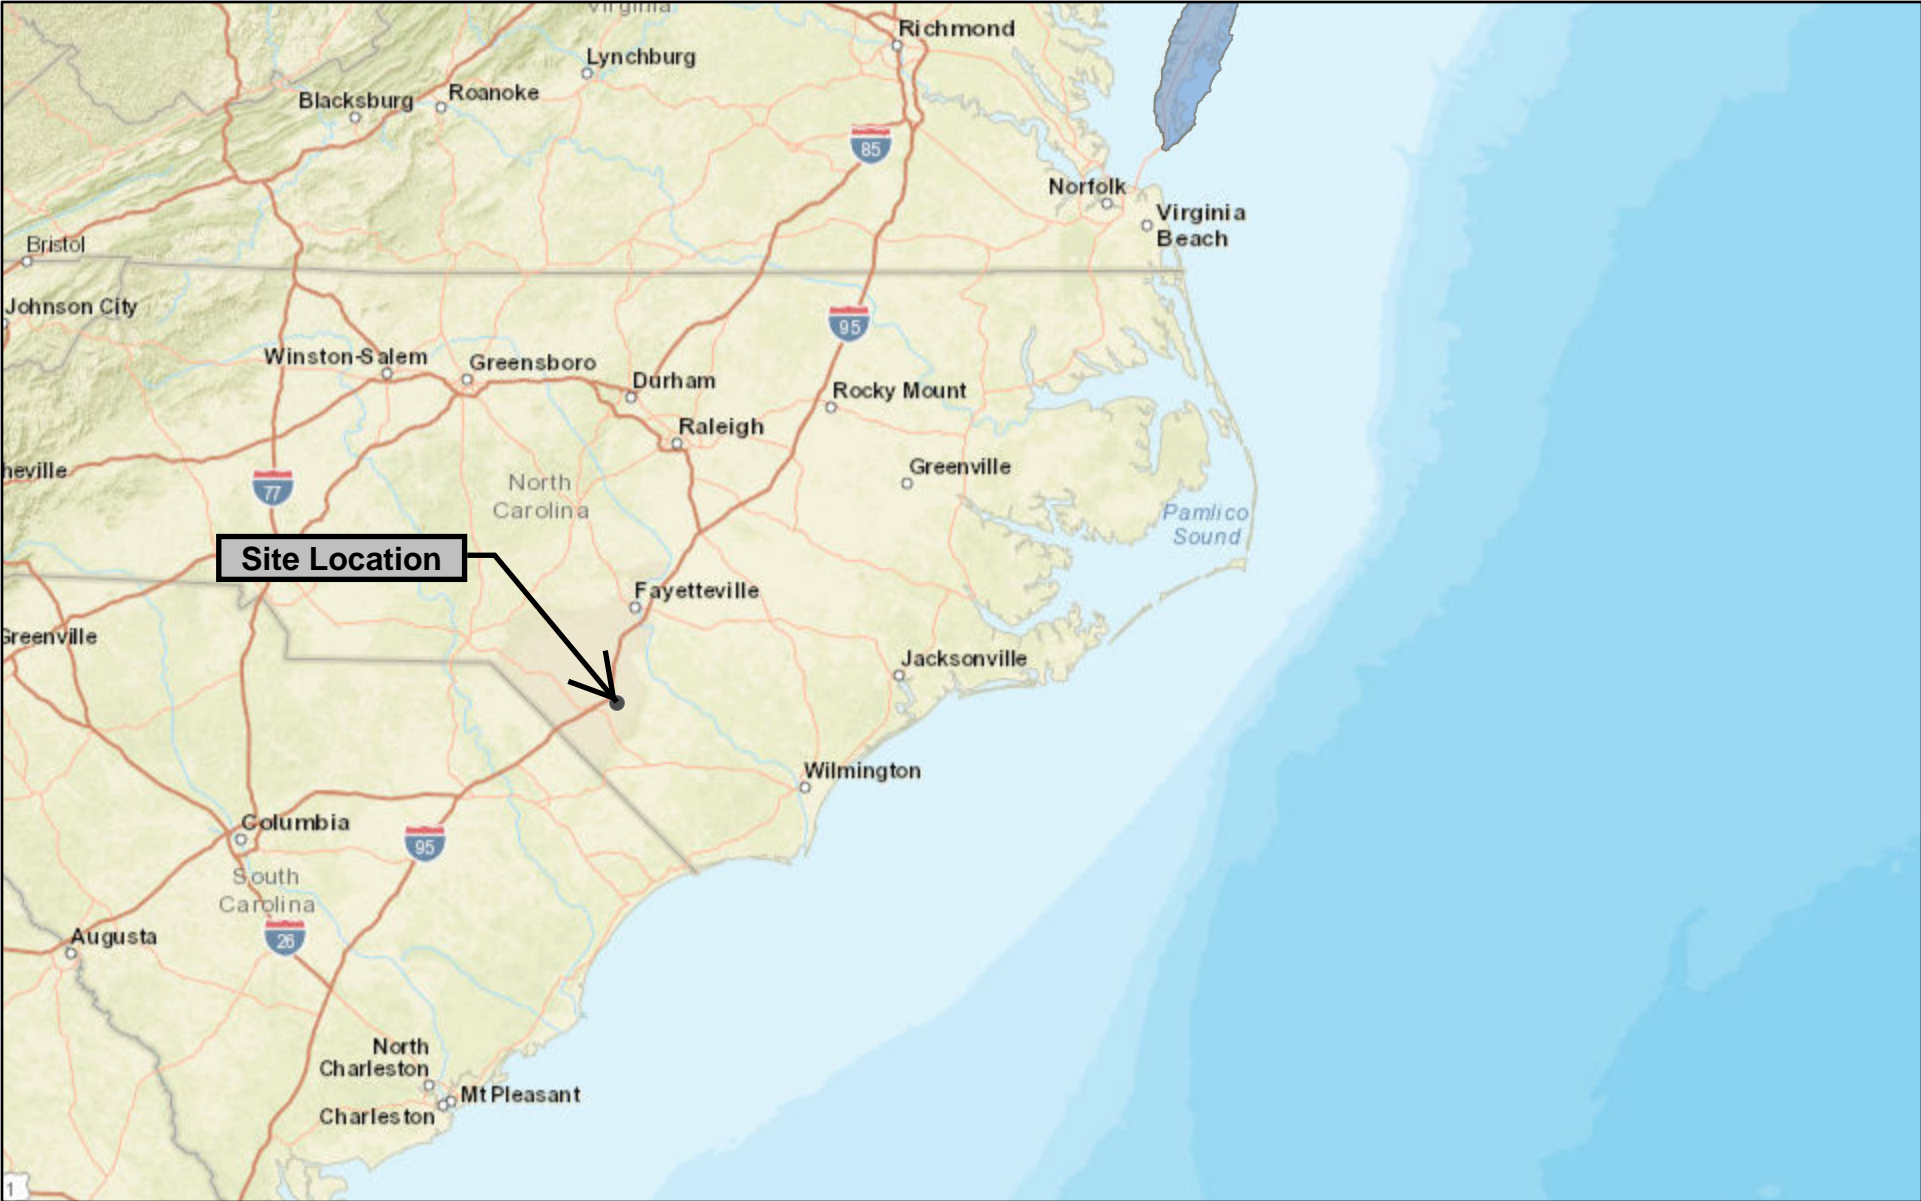 Virginia
Richmond
Lynchburg
Roanoke
Blacksburg
85
Norfolk
Virginia
Beach
Bristol
Johnson City
95
Winston-Salem
Greensboro
Durham
Rocky Mount
Raleigh
Greenville
heville
77
North
Carolina
Pamlico
Sound
Site Location
Fayetteville
Greenville
Jacksonville
Wilmington
Columbia
95
South
Carolina
26
Augusta
North
Charleston
Mt Pleasant
Charleston
1